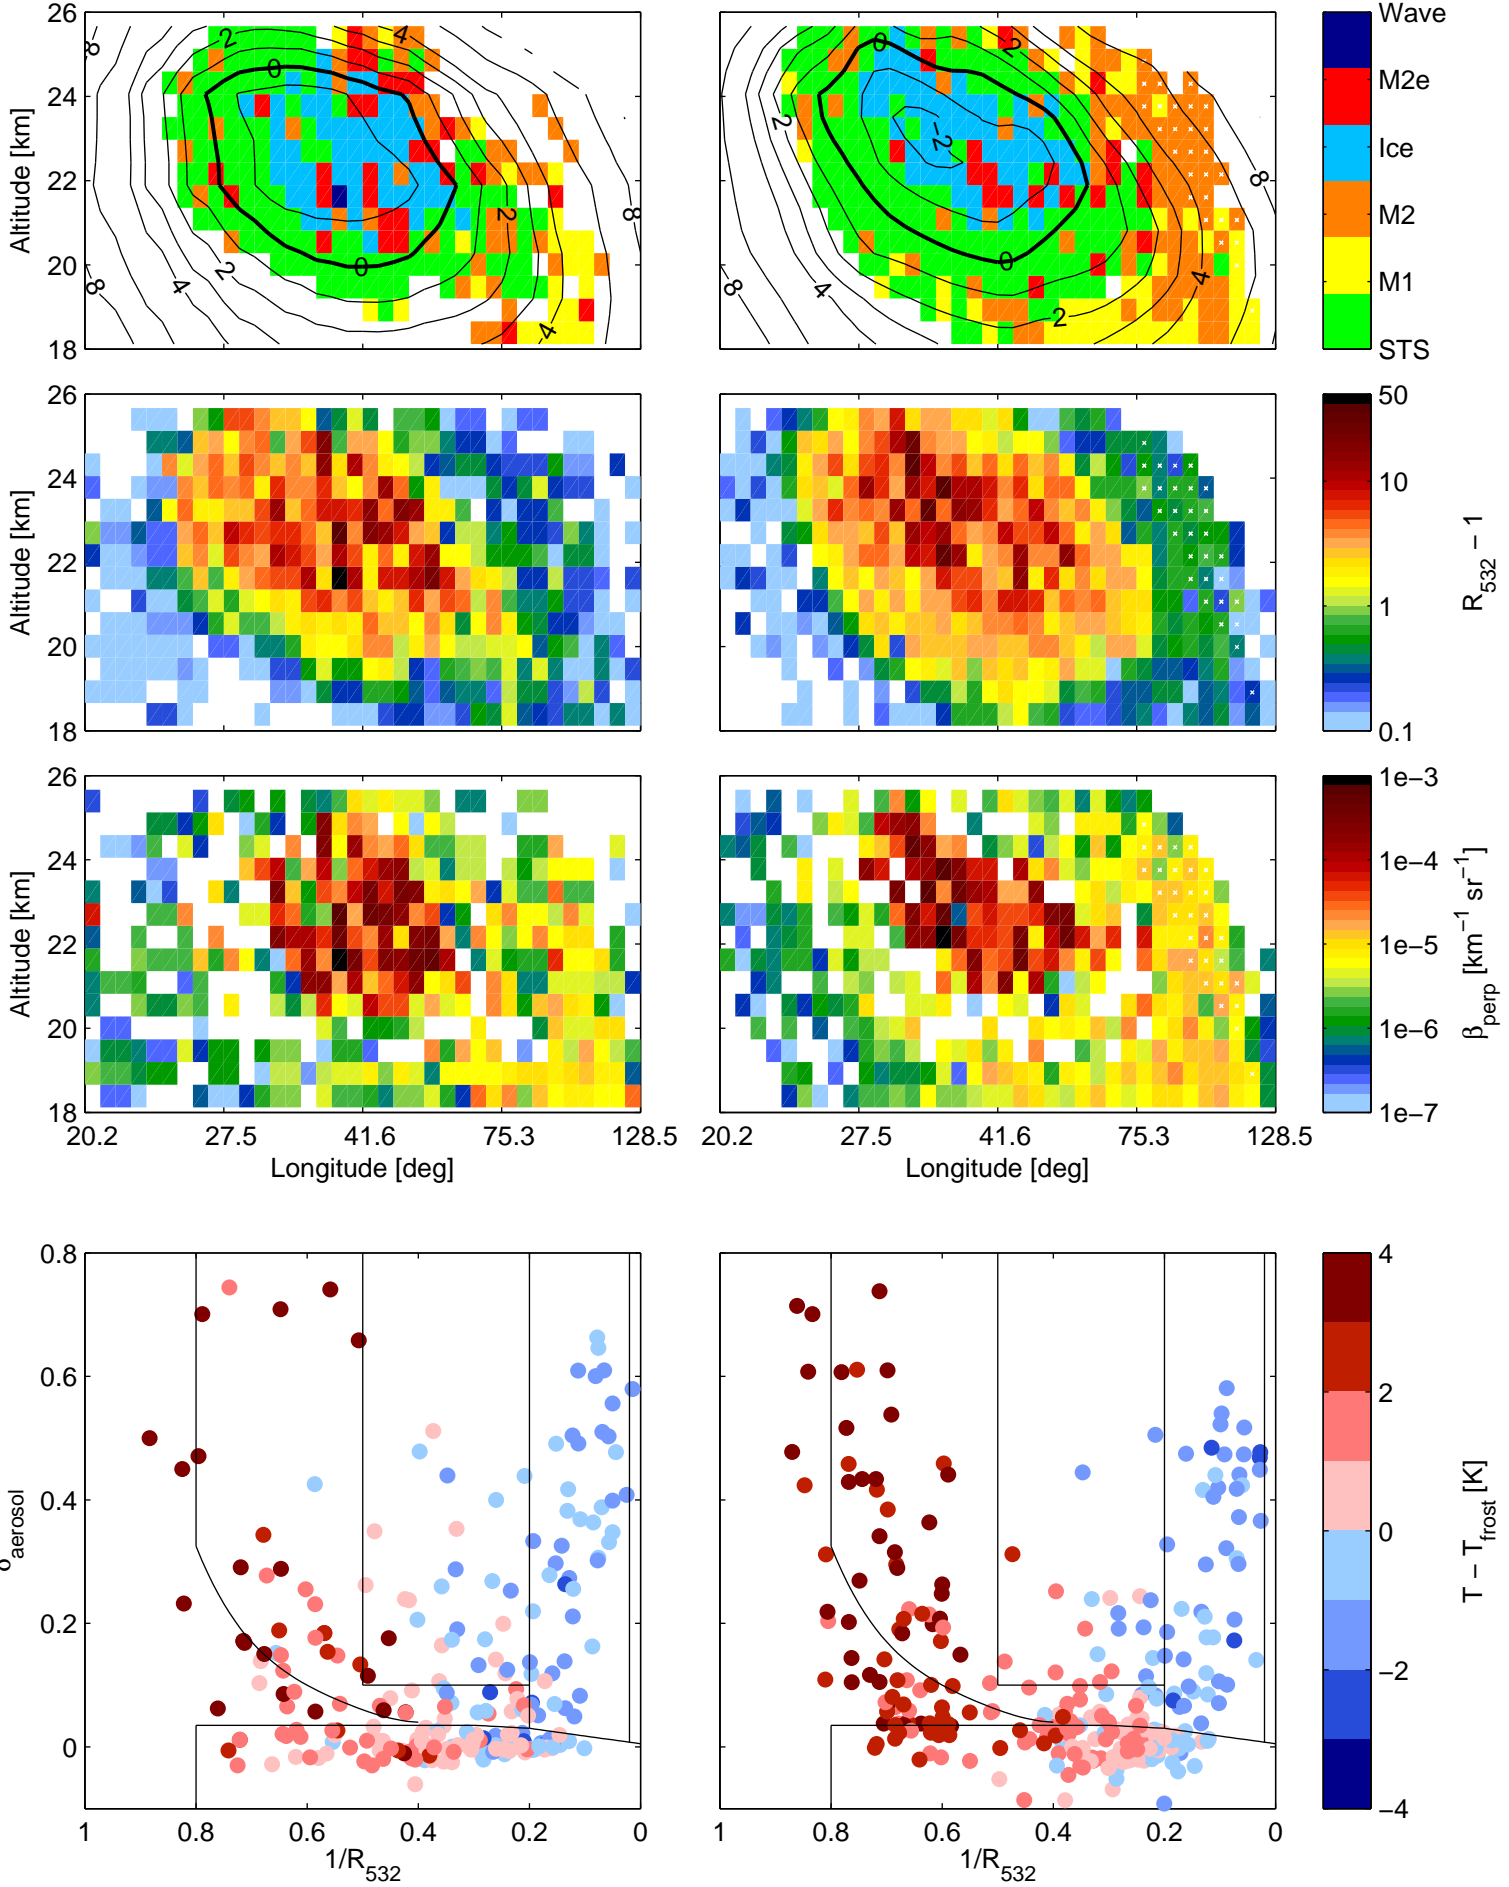 26
24
22
20
18
Altitude [km]
8
2
4
0
2
8
2
4
8
0
4
0
2
2
−2
8
2
4
8
0
4
2
Wave
M2e
Ice
M2
M1
STS
26
24
22
20
18
Altitude [km]
50
10
1
0.1
R532 − 1
26
24
22
20
18
Altitude [km]
20.2 27.5 41.6 75.3 128.5
Longitude [deg]
20.2 27.5 41.6 75.3 128.5
Longitude [deg]
1e−3
1e−4
1e−5
1e−6
1e−7
βperp [km−1 sr−1]
0.8
0.6
0.4
0.2
0
δaerosol
1 0.8 0.6 0.4 0.2 0
1/R532
1 0.8 0.6 0.4 0.2 0
1/R532
4
2
0
−2
−4
T − Tfrost [K]